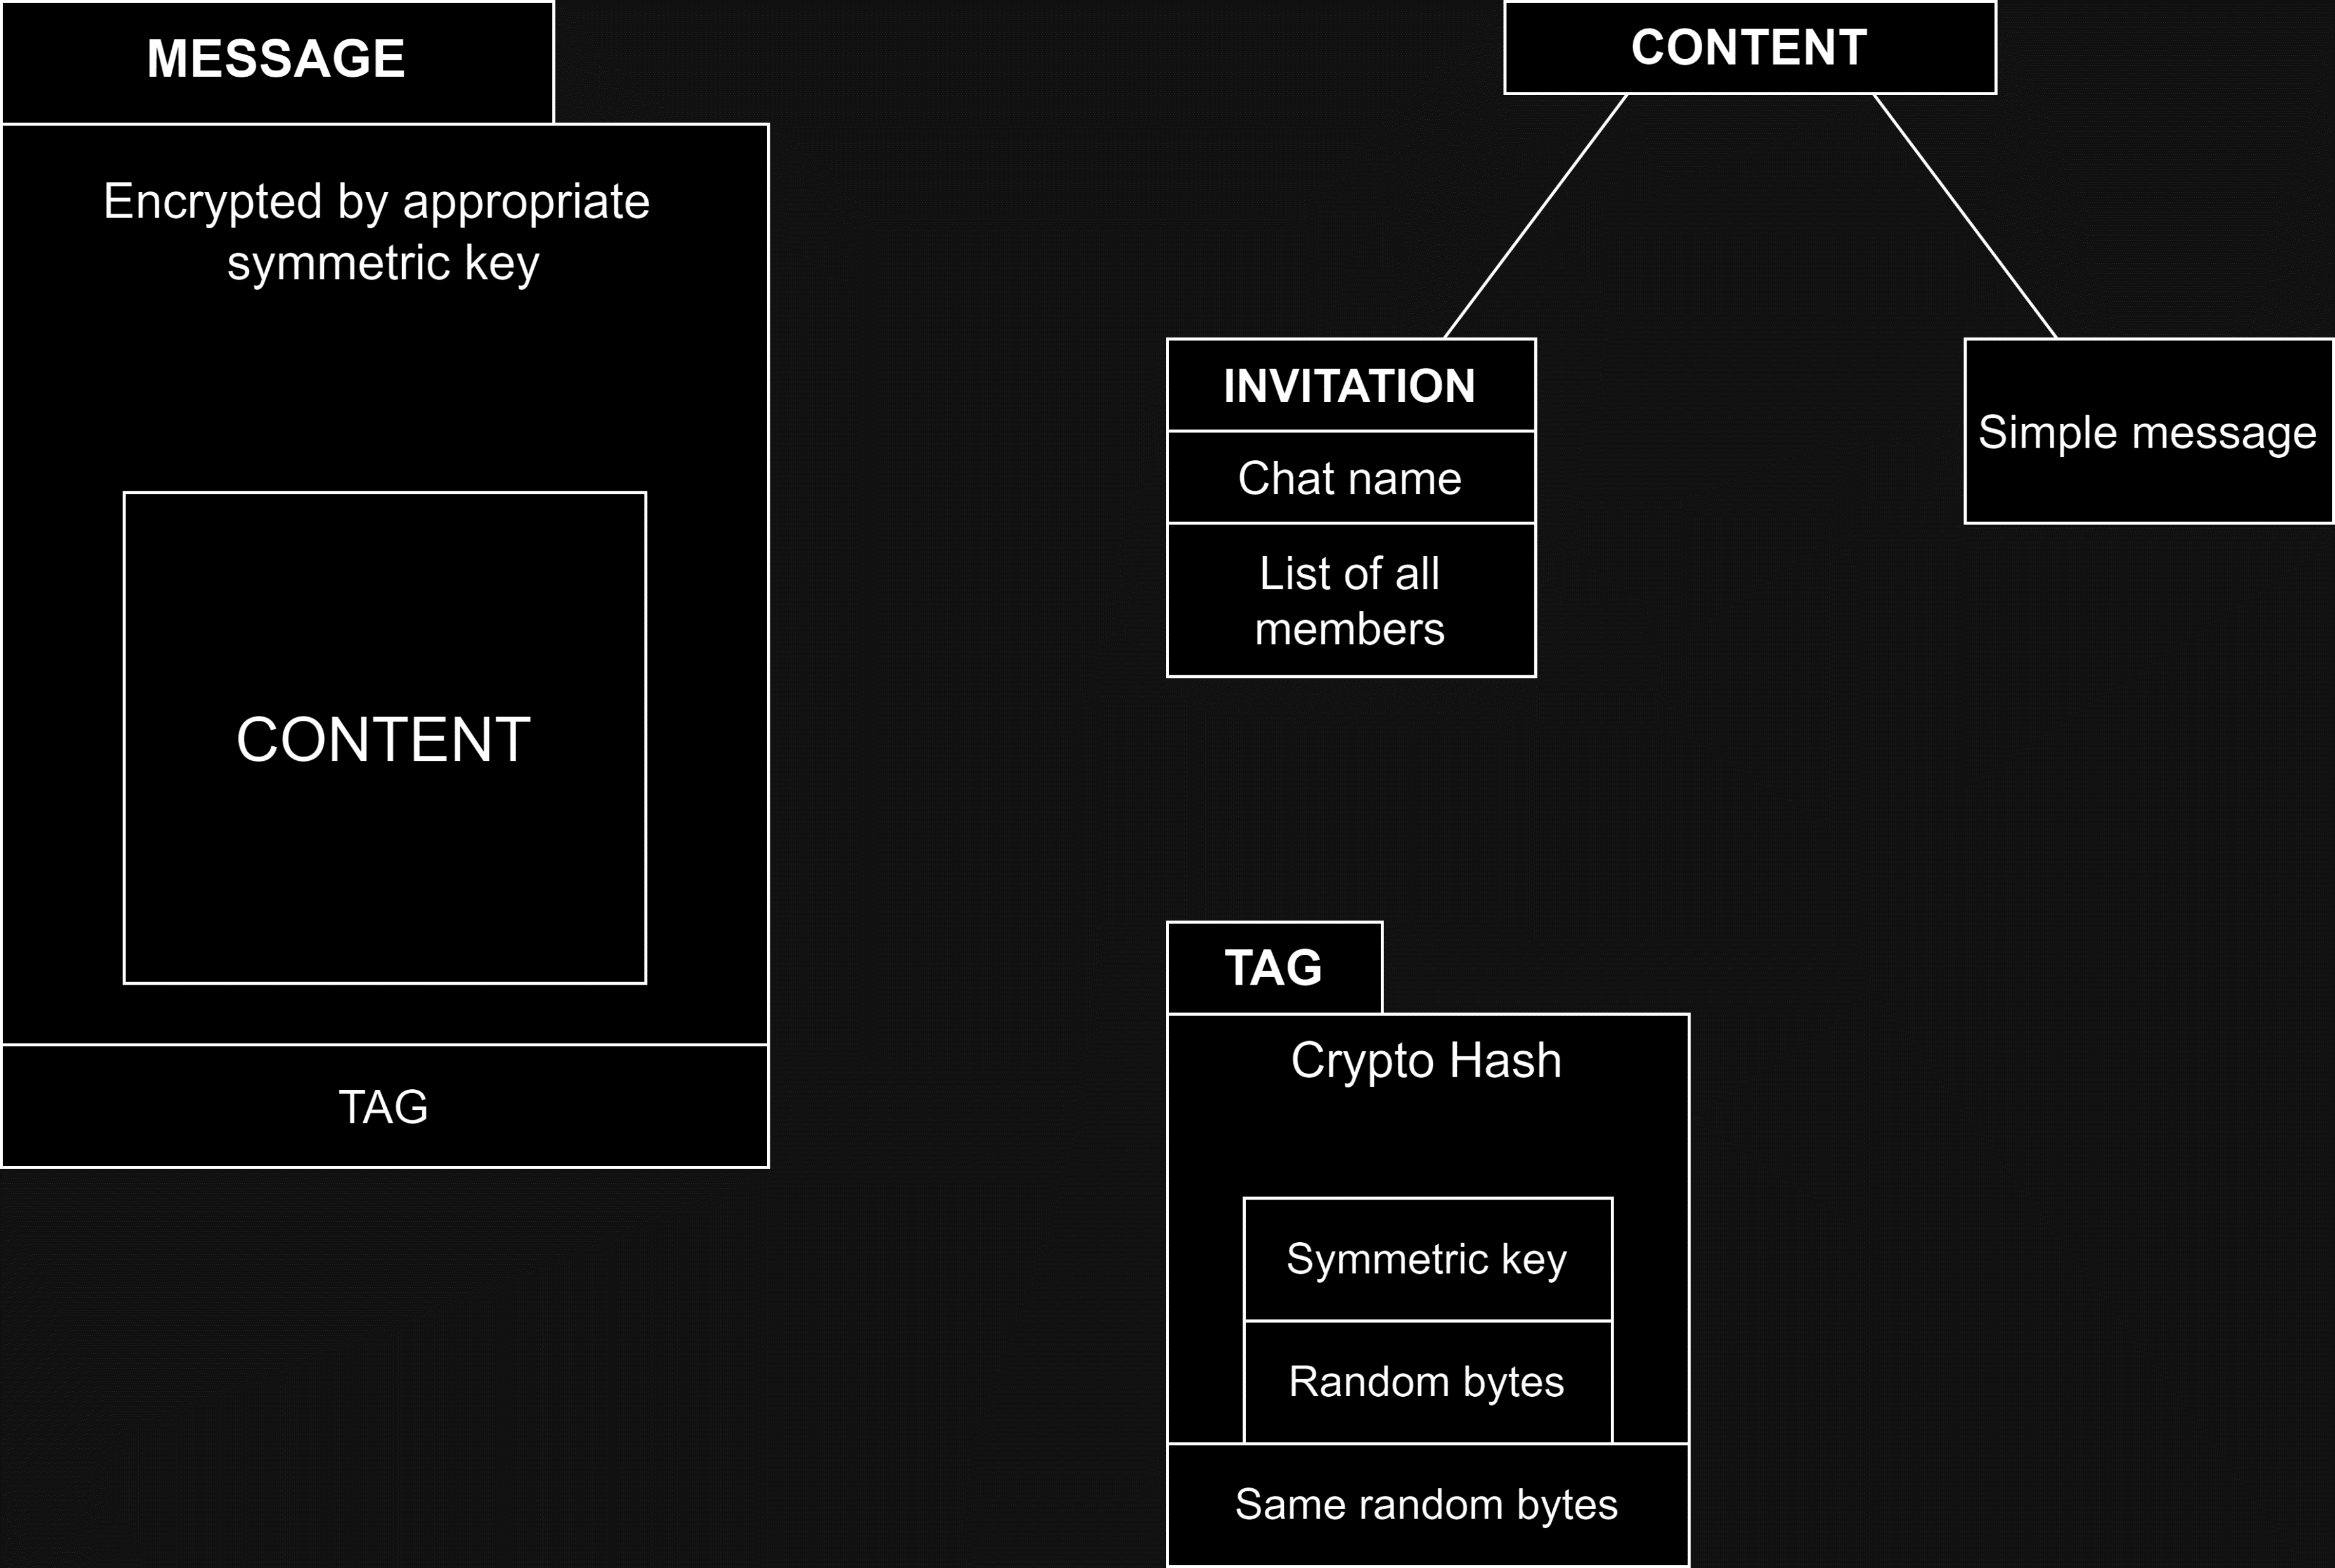 MESSAGE
Encrypted by appropriate
symmetric key
CONTENT
TAG
CONTENT
INVITATION
Chat name
List of all
members
Simple message
TAG
Crypto Hash
Symmetric key
Random bytes
Same random bytes